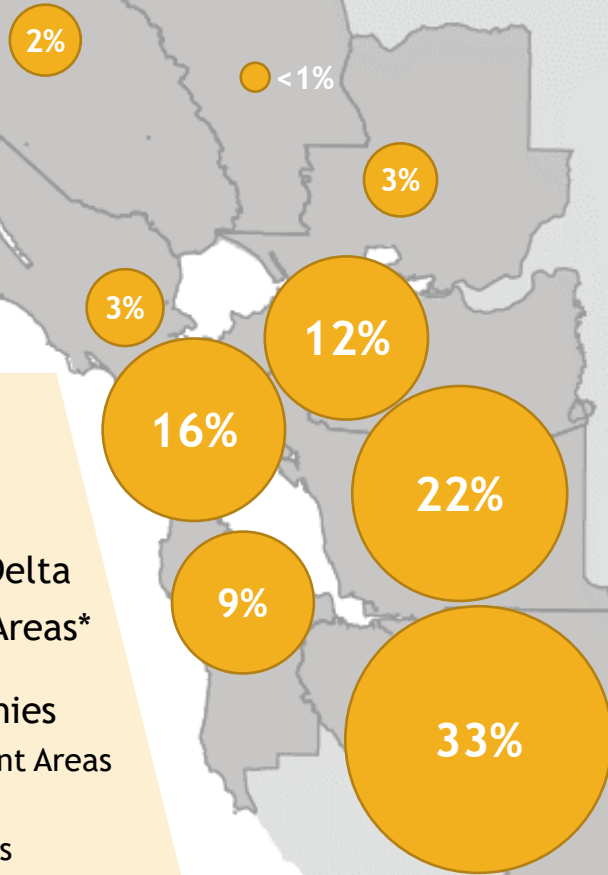 2%
<1%
3%
3%
12%
16%
22%
9%
Delta
Areas*
nies
nt Areas
33%
s